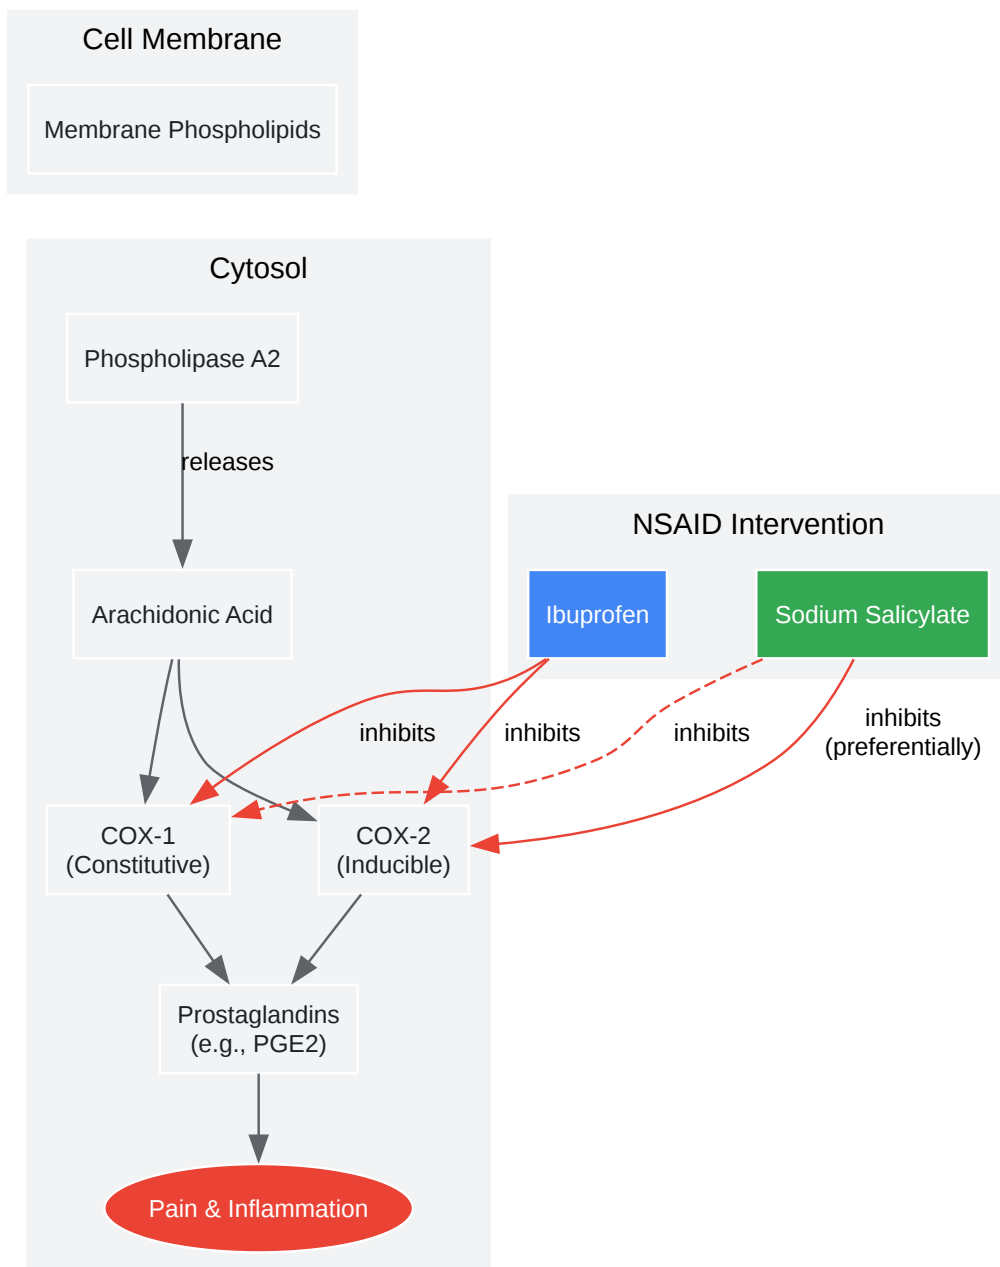 Cell Membrane
Membrane Phospholipids
Cytosol
Phospholipase A2
releases
NSAID Intervention
Arachidonic Acid
Ibuprofen
Sodium Salicylate
inhibits
inhibits
inhibits
inhibits
(preferentially)
COX-1
(Constitutive)
COX-2
(Inducible)
Prostaglandins
(e.g., PGE2)
Pain & Inflammation